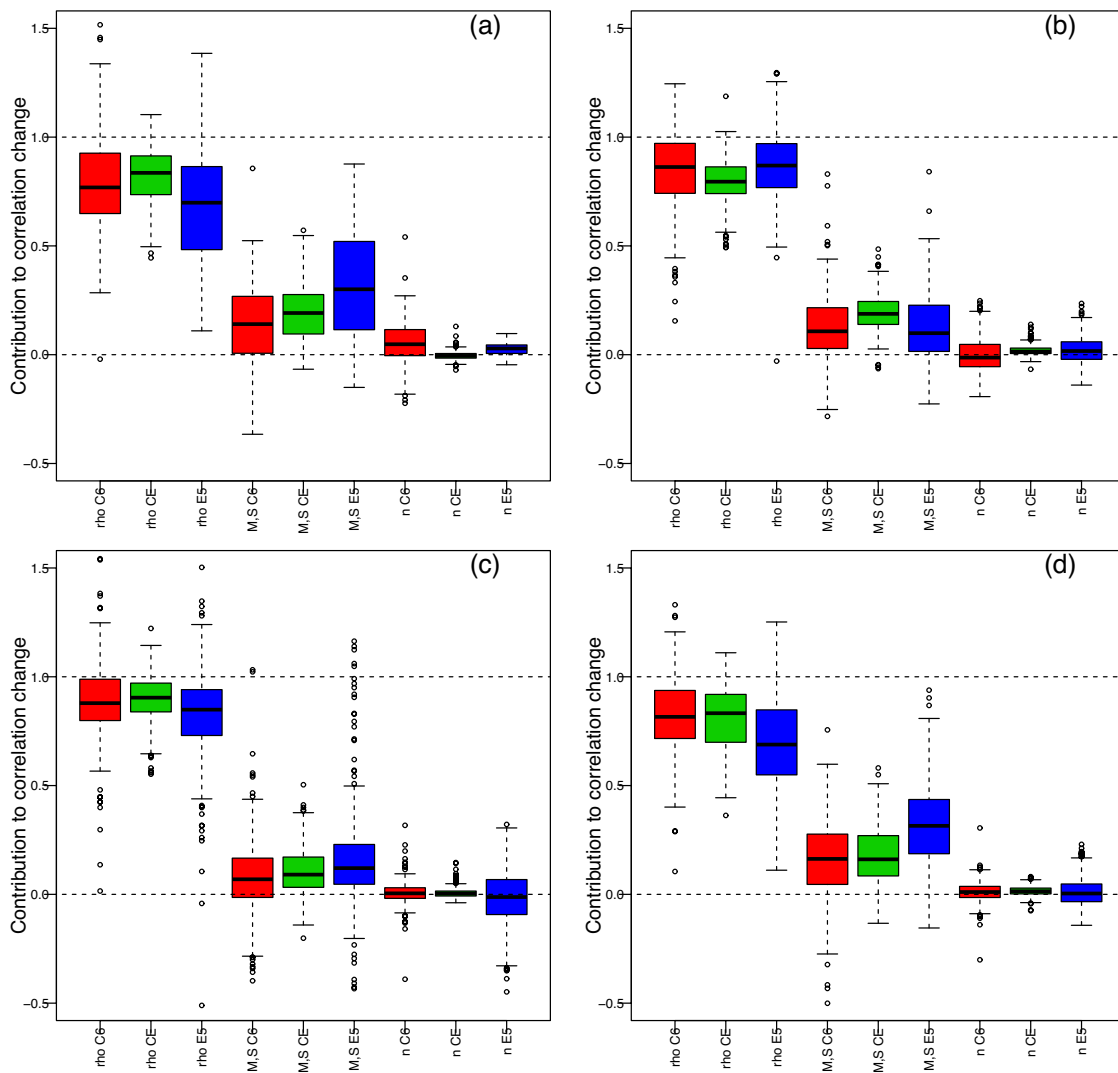 (a)
Contribution to correlation change
1.5
1.0
0.5
0.0
−0.5
rho C6
rho CE
rho E5
M,S C6
M,S CE
M,S E5
n C6
n CE
n E5
(b)
Contribution to correlation change
1.5
1.0
0.5
0.0
−0.5
rho C6
rho CE
rho E5
M,S C6
M,S CE
M,S E5
n C6
n CE
n E5
(c)
Contribution to correlation change
1.5
1.0
0.5
0.0
−0.5
rho C6
rho CE
rho E5
M,S C6
M,S CE
M,S E5
n C6
n CE
n E5
(d)
Contribution to correlation change
1.5
1.0
0.5
0.0
−0.5
rho C6
rho CE
rho E5
M,S C6
M,S CE
M,S E5
n C6
n CE
n E5